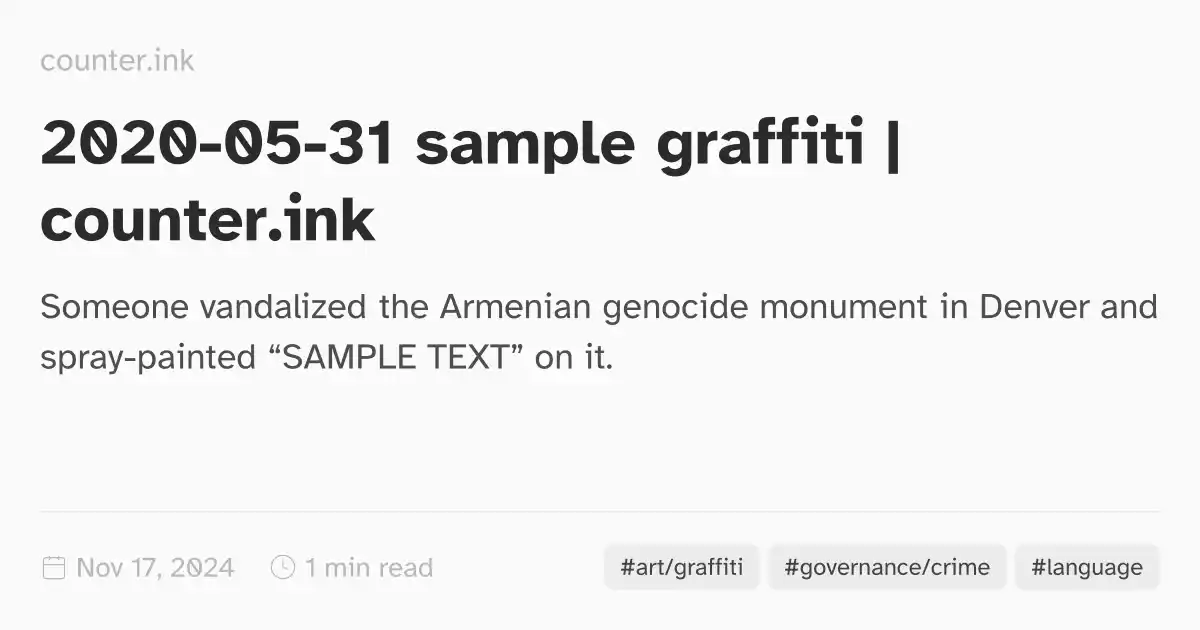 counter.ink
2020-05-31 sample graffiti |
counter.ink
Someone vandalized the Armenian genocide monument in Denver and
spray-painted “SAMPLE TEXT” on it.
Nov 17, 2024 1 min read #art/graffiti #governance/crime #language